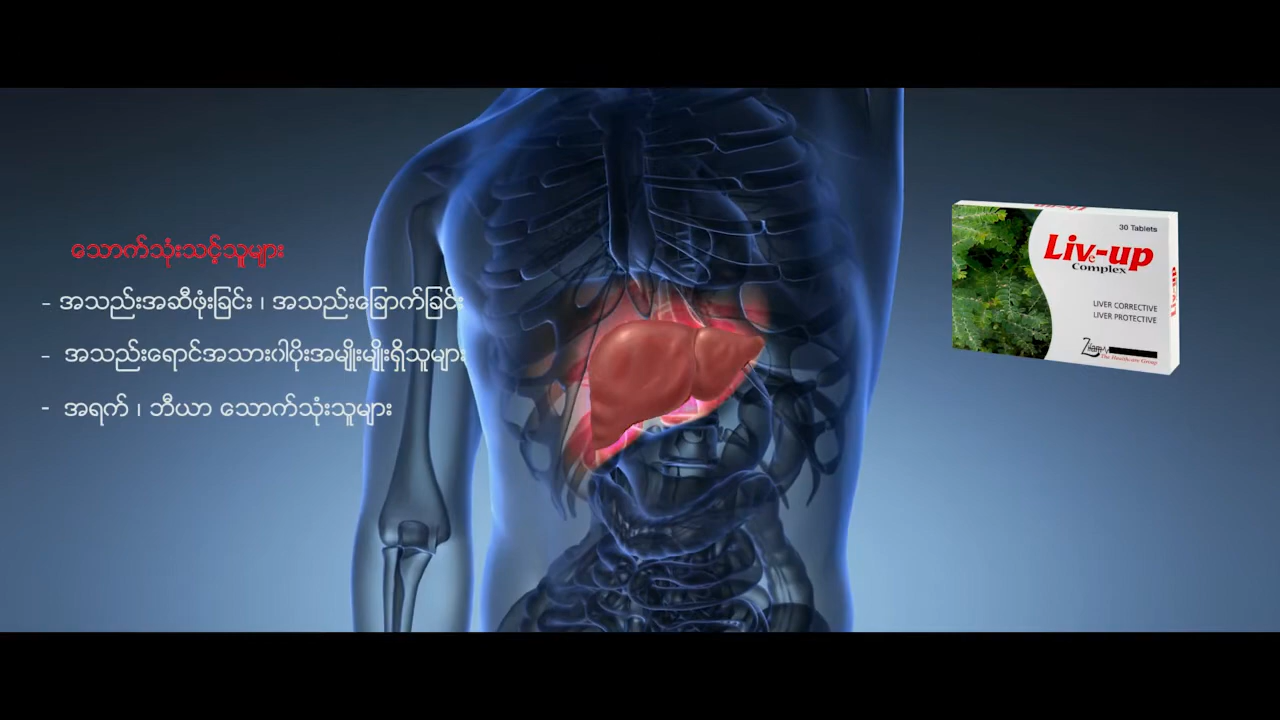 သောက်သုံးသင့်သူများ
- အသည်းအဆီဖုံးခြင်း ၊ အသည်းခြောက်ခြင်း
- အသည်းရောင်အသားဝါပိုးအမျိုးမျိုးရှိသူများ
- အရက် ၊ ဘီယာ သောက်သုံးသူများ
30 Tablets
Live-up
Complex
LIVER CORRECTIVE
LIVER PROTECTIVE
The Healthcare Group
Liv-up